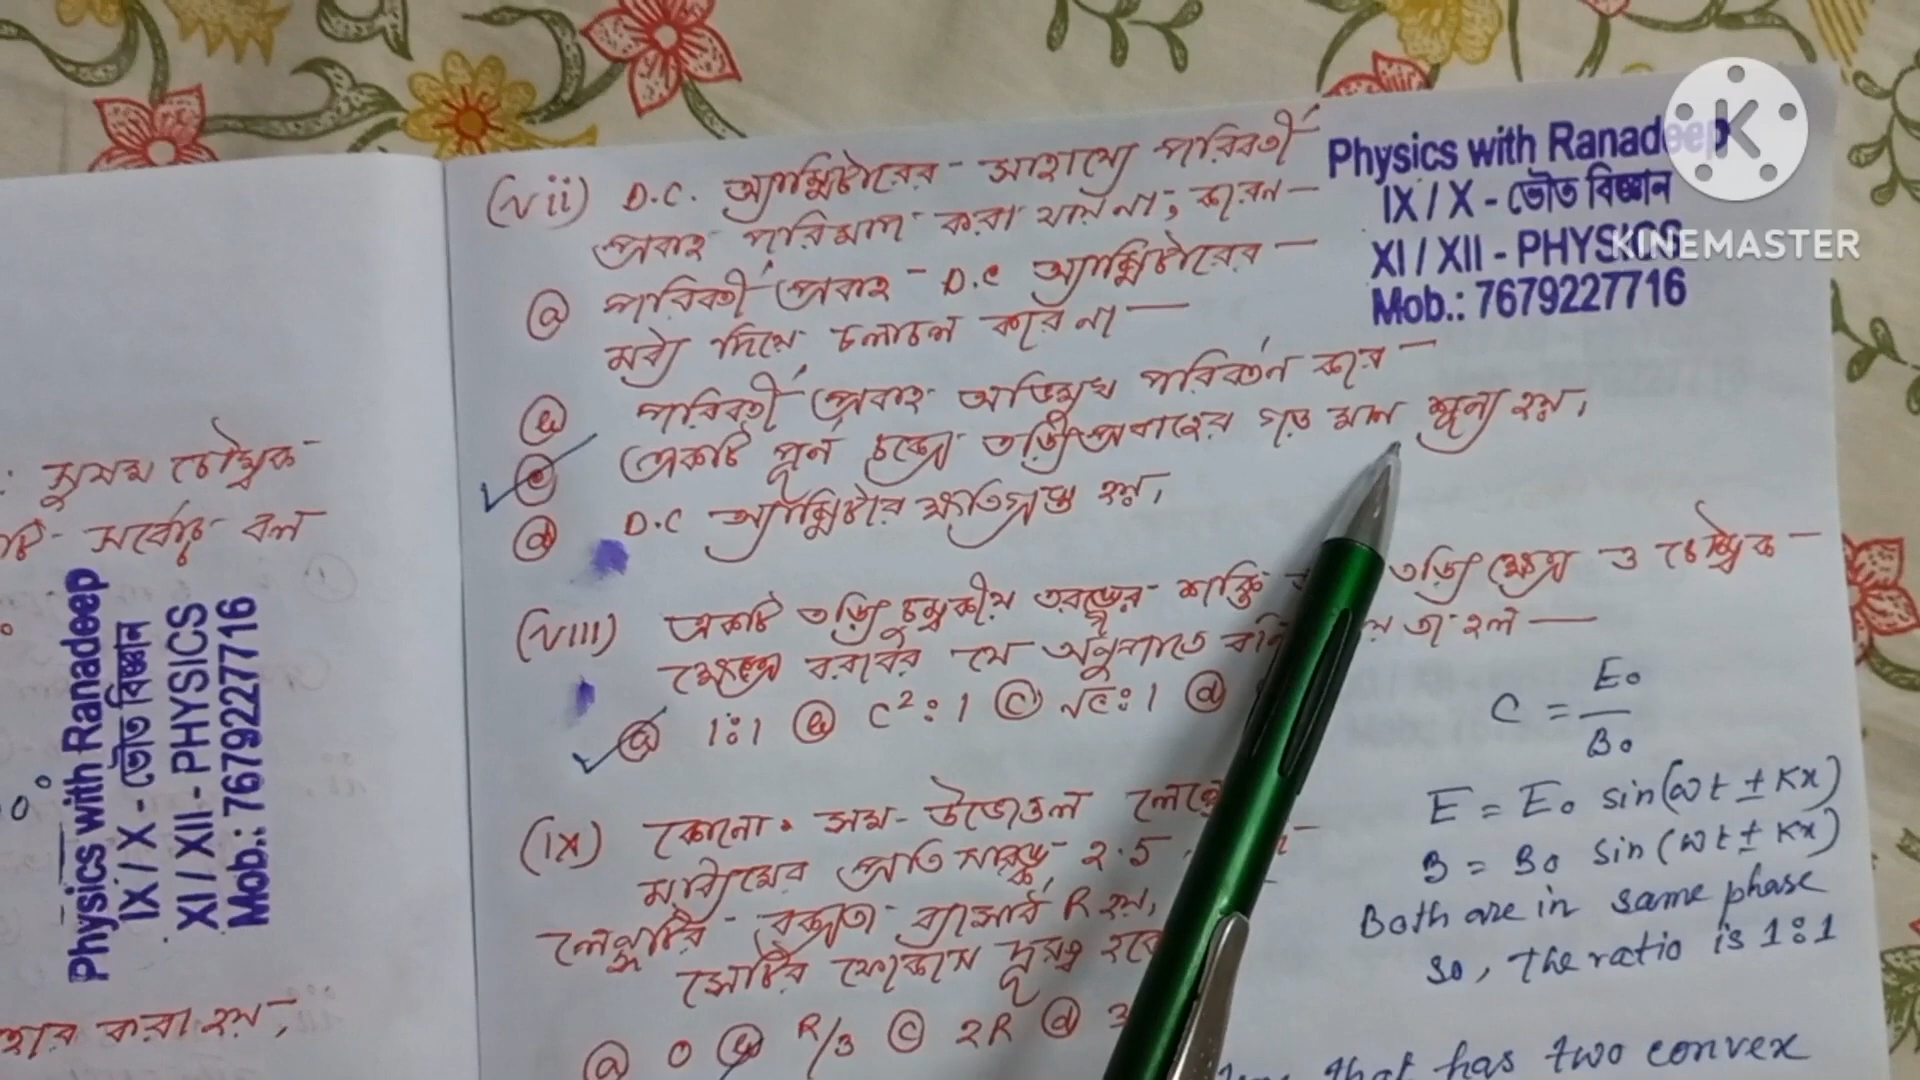 KINEMASTER
Physics with Ranadeep
IX / X - ভৌত বিজ্ঞান
XI / XII - PHYSICS
Mob.: 7679227716
: সুষম চৌম্বক
টি- সর্বোচ্চ বল
Physics with Ranadeep
IX / X - ভৌত বিজ্ঞান
XI / XII - PHYSICS
Mob.: 7679227716
করা হয়,
(vii) D.C. অ্যামিটারের সাহায্যে পরিবর্তী
প্রবাহ পরিমাপ করা যায় না, কারণ —
ⓐ পরিবর্তী প্রবাহ D.C অ্যামিটারের —
মধ্য দিয়ে চলাচল করে না —
ⓑ পরিবর্তী প্রবাহ অভিমুখ পরিবর্তন করে —
ⓒ একটি পূর্ণ চক্রে তড়িৎপ্রবাহের গড় মান শূন্য হয়।
ⓓ D.C অ্যামিটার ক্ষতিগ্রস্ত হয়।
(viii) একটি তড়িৎ চুম্বকীয় তরঙ্গের শক্তি তড়িৎ ক্ষেত্র ও চৌম্বক —
ক্ষেত্র বরাবর যে অনুপাতে তা হল —
ⓐ 1:1 ⓑ c²:1 ⓒ √c:1 ⓓ
C = E₀/B₀
E = E₀ sin(ωt ± Kx)
B = B₀ sin(ωt ± Kx)
Both are in same phase
so, the ratio is 1:1
(ix) কোনো সম-উত্তল
মাধ্যমের প্রতিসরাঙ্ক 2.5
লেন্সটির বক্রতা ব্যাসার্ধ R হয়,
সেটির ফোকাস দূরত্ব হবে
ⓐ 0 ⓑ R/3 ⓒ 2R ⓓ 3
that has two convex